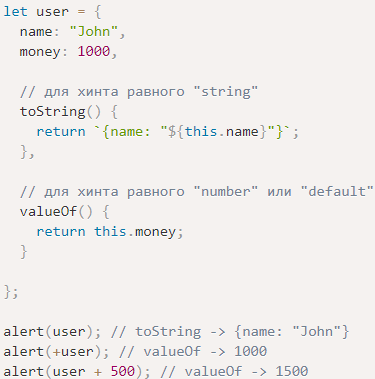 let user = {
  name: "John",
  money: 1000,

  // для хинта равного "string"
  toString() {
    return `{name: "${this.name}"}`;
  },

  // для хинта равного "number" или "default"
  valueOf() {
    return this.money;
  }

};

alert(user); // toString -> {name: "John"}
alert(+user); // valueOf -> 1000
alert(user + 500); // valueOf -> 1500